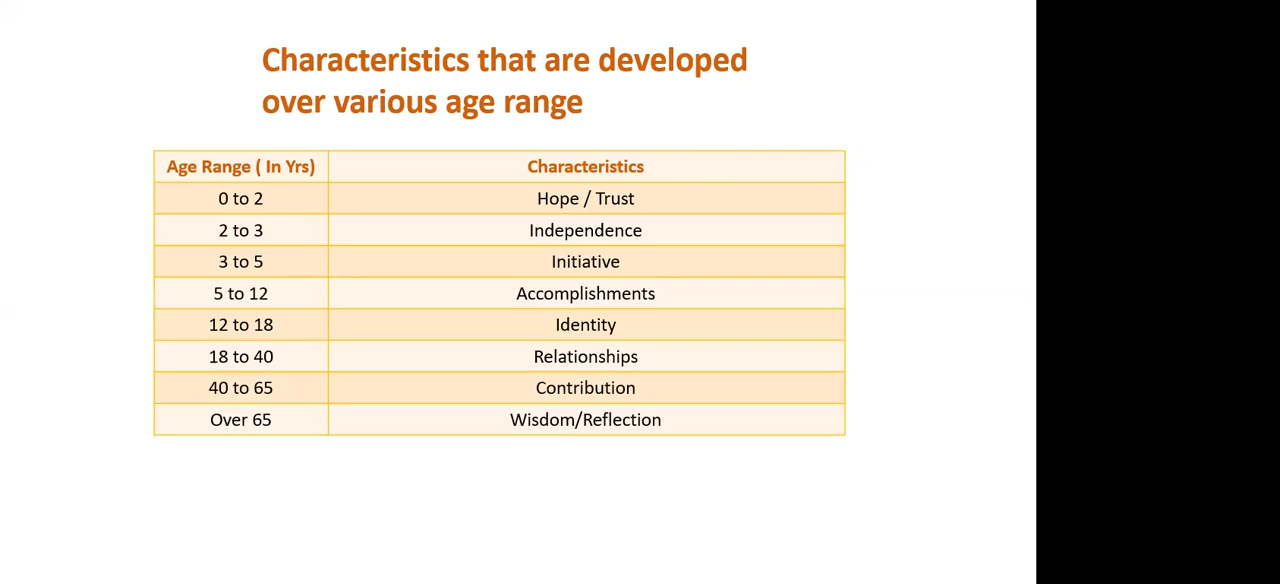 Characteristics that are developed
over various age range
Age Range ( In Yrs) Characteristics
0 to 2 Hope / Trust
2 to 3 Independence
3 to 5 Initiative
5 to 12 Accomplishments
12 to 18 Identity
18 to 40 Relationships
40 to 65 Contribution
Over 65 Wisdom/Reflection